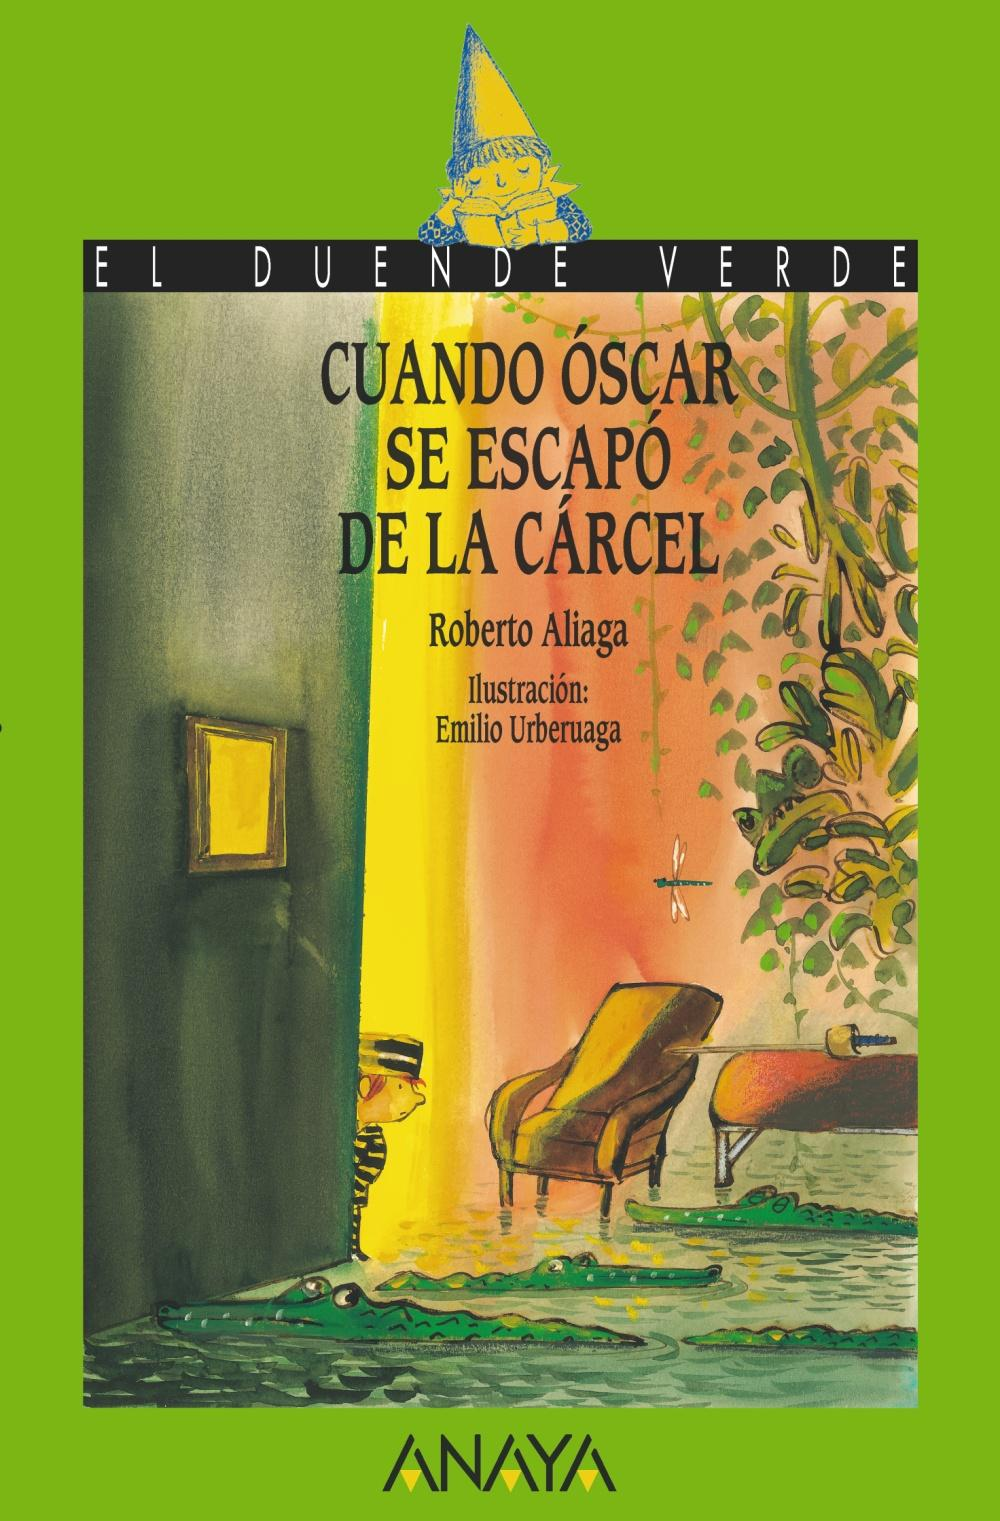 EL DUENDE VERDE
CUANDO ÓSCAR
SE ESCAPÓ
DE LA CÁRCEL
Roberto Aliaga
Ilustración:
Emilio Urberuaga
ANAYA